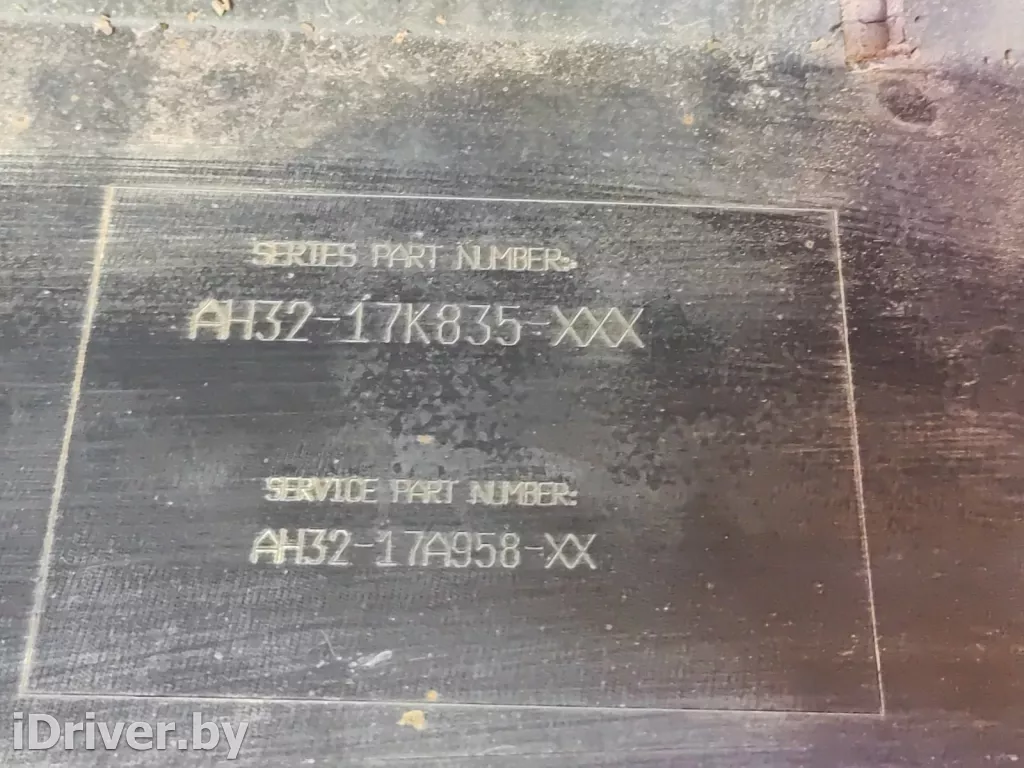 SERIES PART NUMBER:
AH32-17K835-XXX
SERVICE PART NUMBER:
AH32-17A958-XX
iDriver.by